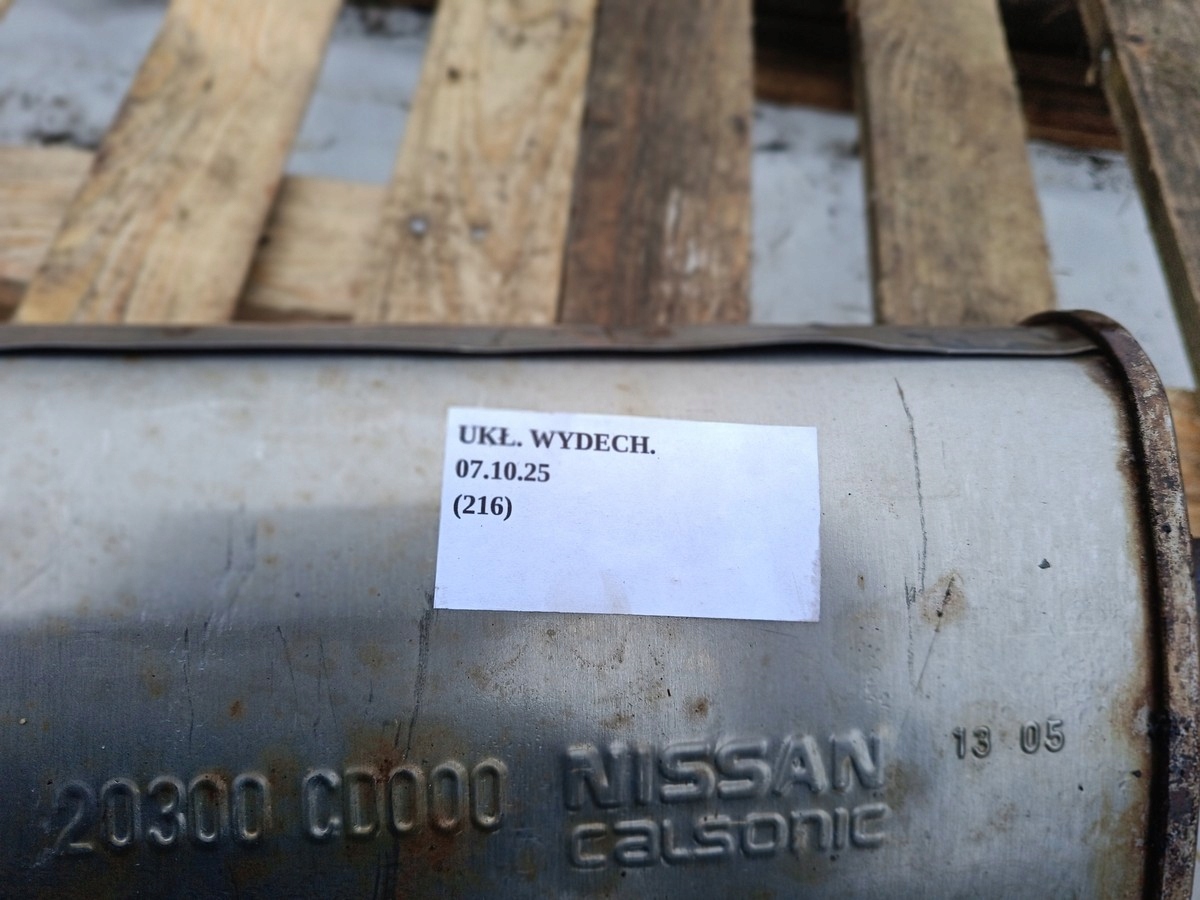 UKŁ. WYDECH.
07.10.25
(216)
20300 CD000
NISSAN
calsonic
13 05